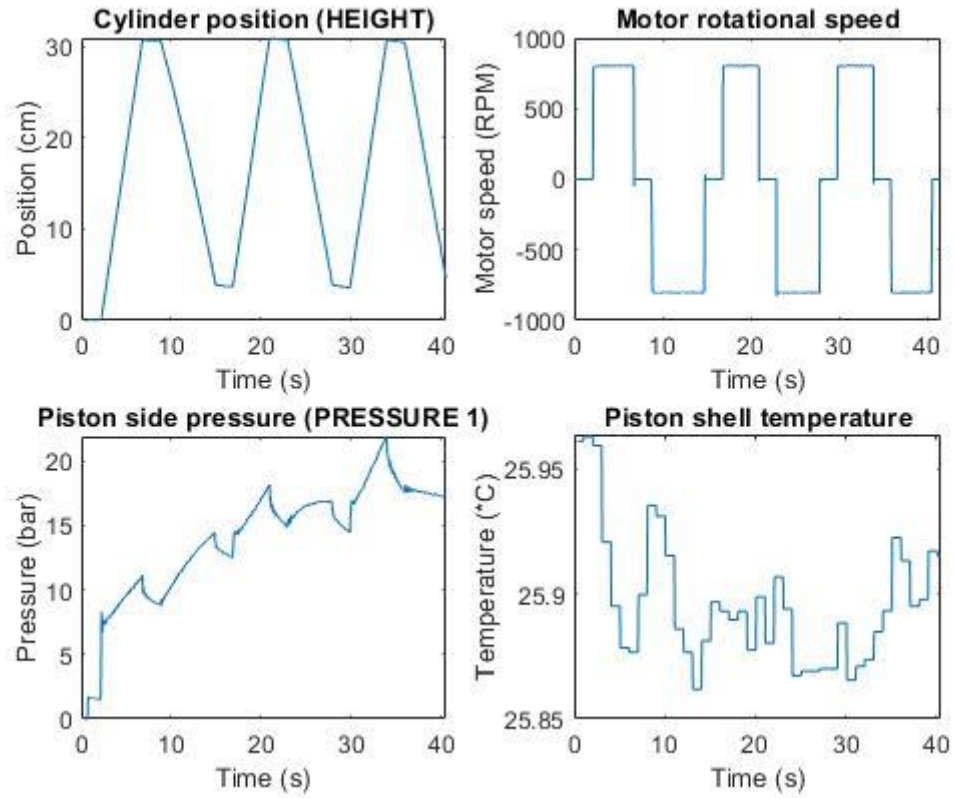 Cylinder position (HEIGHT)
Position (cm)
30
20
10
0
0 10 20 30 40
Time (s)
Motor rotational speed
Motor speed (RPM)
1000
500
0
-500
-1000
0 10 20 30 40
Time (s)
Piston side pressure (PRESSURE 1)
Pressure (bar)
20
15
10
5
0
0 10 20 30 40
Time (s)
Piston shell temperature
Temperature (*C)
25.95
25.9
25.85
0 10 20 30 40
Time (s)